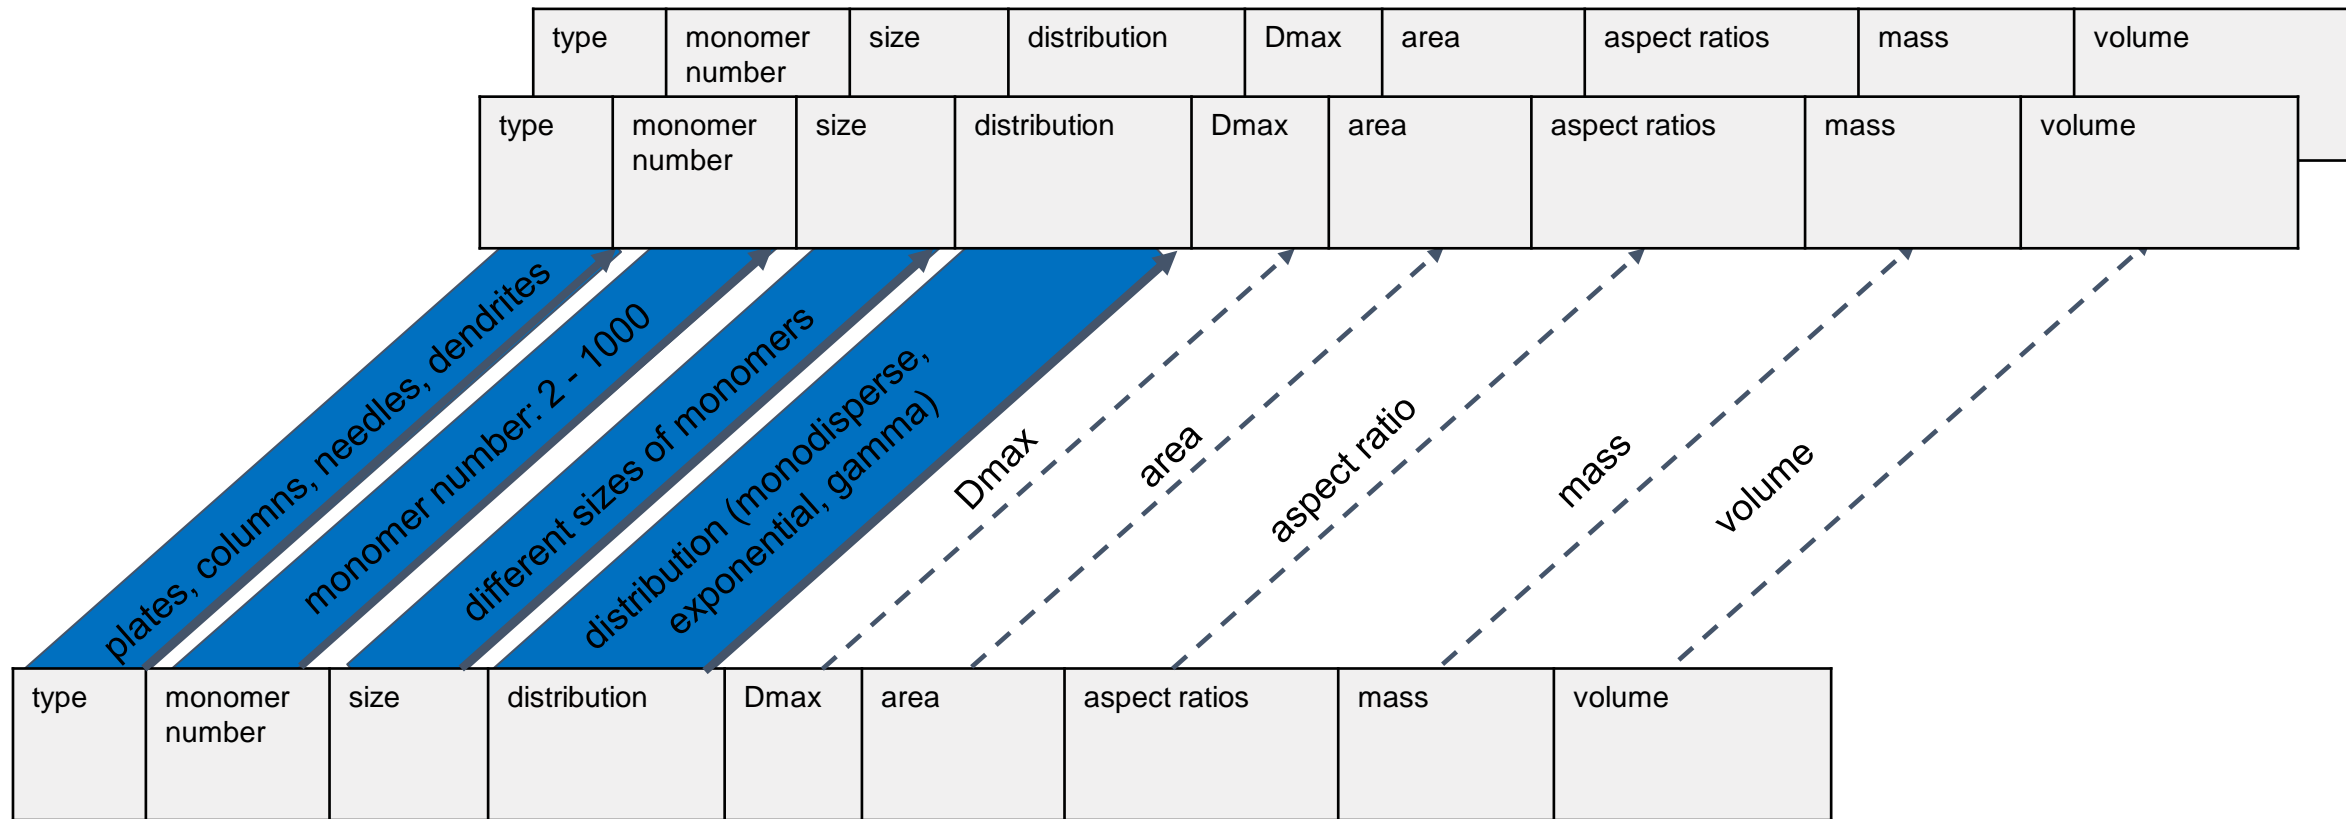 type
monomer
number
size
distribution
Dmax
area
aspect ratios
mass
volume
type
monomer
number
size
distribution
Dmax
area
aspect ratios
mass
volume
plates, columns, needles, dendrites
monomer number: 2 - 1000
different sizes of monomers
distribution (monodisperse,
exponential, gamma)
Dmax
area
aspect ratio
mass
volume
type
monomer
number
size
distribution
Dmax
area
aspect ratios
mass
volume